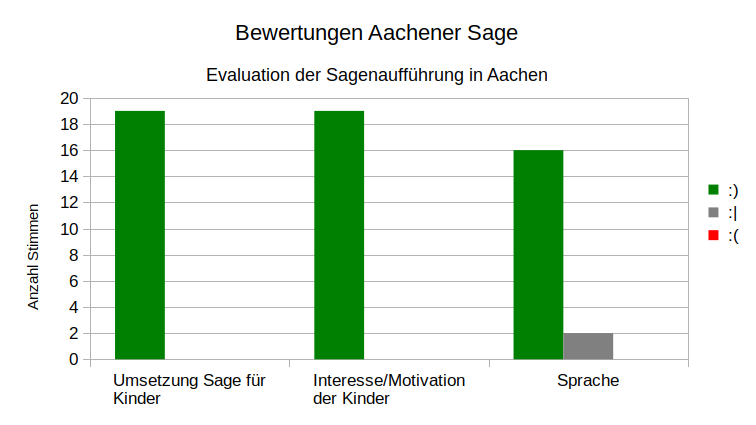 Bewertungen Aachener Sage
Evaluation der Sagenaufführung in Aachen
Anzahl Stimmen
20
18
16
14
12
10
8
6
4
2
0
Umsetzung Sage für
Kinder
Interesse/Motivation
der Kinder
Sprache
:)
:|
:(